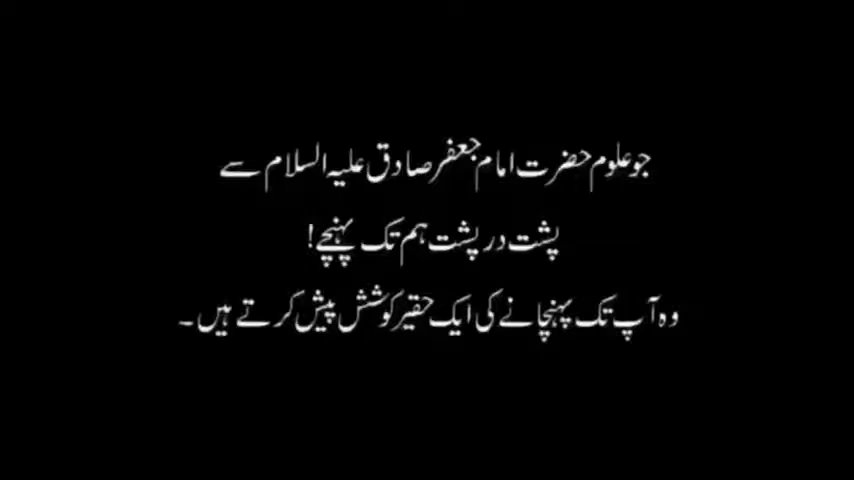 جو علوم حضرت امام جعفر صادق علیہ السلام سے
پشت در پشت ہم تک پہنچے!
وہ آپ تک پہنچانے کی ایک حقیر کوشش پیش کرتے ہیں۔